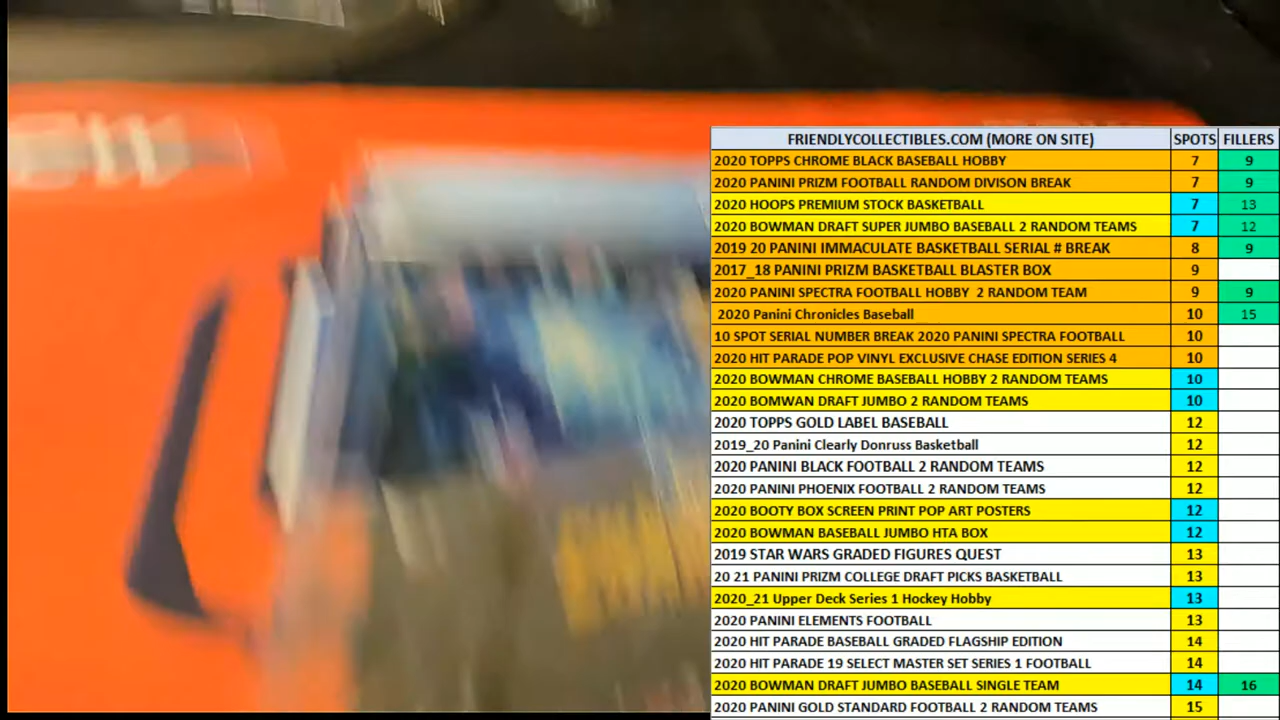 FRIENDLYCOLLECTIBLES.COM (MORE ON SITE) SPOTS FILLERS
2020 TOPPS CHROME BLACK BASEBALL HOBBY 7 9
2020 PANINI PRIZM FOOTBALL RANDOM DIVISON BREAK 7 9
2020 HOOPS PREMIUM STOCK BASKETBALL 7 13
2020 BOWMAN DRAFT SUPER JUMBO BASEBALL 2 RANDOM TEAMS 7 12
2019 20 PANINI IMMACULATE BASKETBALL SERIAL # BREAK 8 9
2017_18 PANINI PRIZM BASKETBALL BLASTER BOX 9
2020 PANINI SPECTRA FOOTBALL HOBBY 2 RANDOM TEAM 9 9
2020 Panini Chronicles Baseball 10 15
10 SPOT SERIAL NUMBER BREAK 2020 PANINI SPECTRA FOOTBALL 10
2020 HIT PARADE POP VINYL EXCLUSIVE CHASE EDITION SERIES 4 10
2020 BOWMAN CHROME BASEBALL HOBBY 2 RANDOM TEAMS 10
2020 BOMWAN DRAFT JUMBO 2 RANDOM TEAMS 10
2020 TOPPS GOLD LABEL BASEBALL 12
2019_20 Panini Clearly Donruss Basketball 12
2020 PANINI BLACK FOOTBALL 2 RANDOM TEAMS 12
2020 PANINI PHOENIX FOOTBALL 2 RANDOM TEAMS 12
2020 BOOTY BOX SCREEN PRINT POP ART POSTERS 12
2020 BOWMAN BASEBALL JUMBO HTA BOX 12
2019 STAR WARS GRADED FIGURES QUEST 13
20 21 PANINI PRIZM COLLEGE DRAFT PICKS BASKETBALL 13
2020_21 Upper Deck Series 1 Hockey Hobby 13
2020 PANINI ELEMENTS FOOTBALL 13
2020 HIT PARADE BASEBALL GRADED FLAGSHIP EDITION 14
2020 HIT PARADE 19 SELECT MASTER SET SERIES 1 FOOTBALL 14
2020 BOWMAN DRAFT JUMBO BASEBALL SINGLE TEAM 14 16
2020 PANINI GOLD STANDARD FOOTBALL 2 RANDOM TEAMS 15